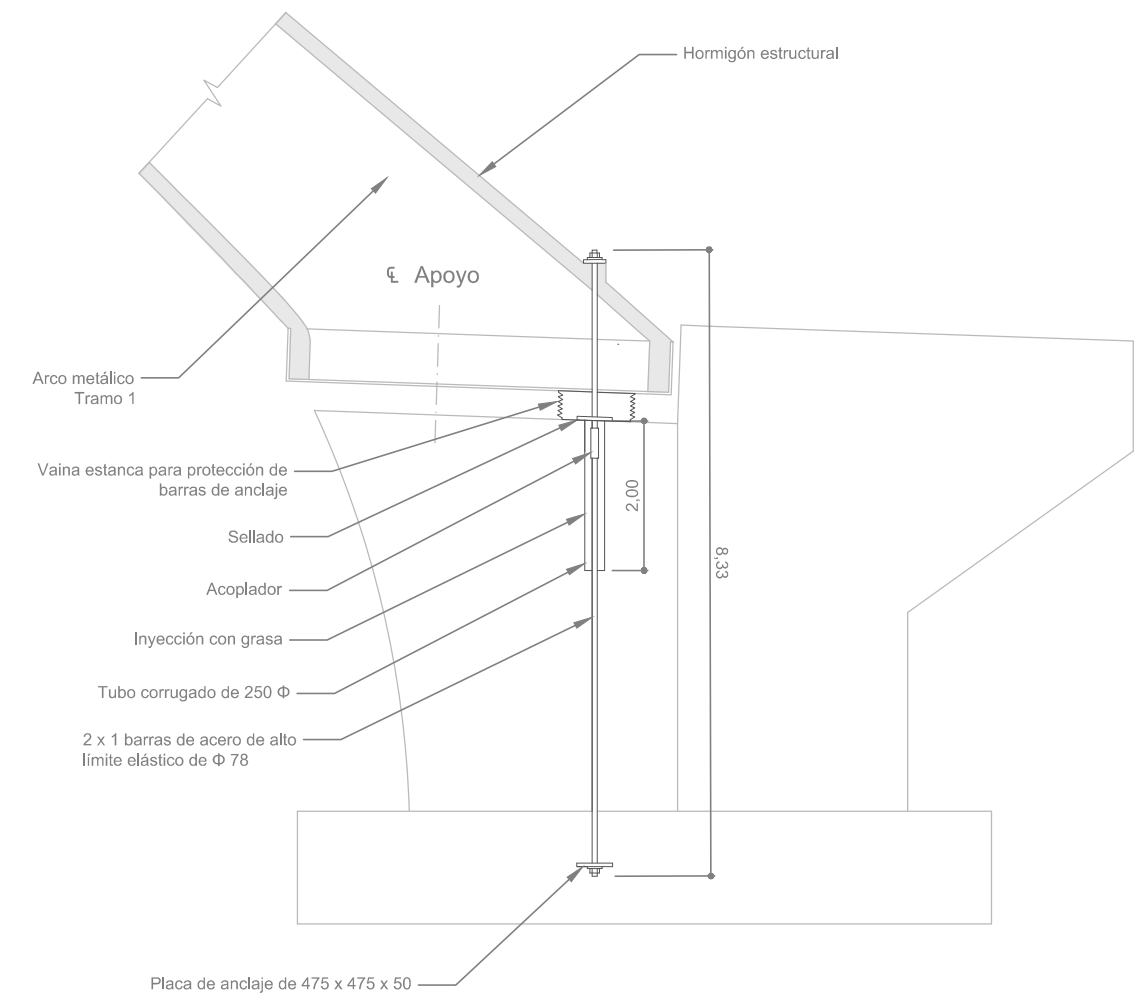 Hormigón estructural
℄ Apoyo
Arco metálico
Tramo 1
Vaina estanca para protección de
barras de anclaje
Sellado
2,00
8,33
Acoplador
Inyección con grasa
Tubo corrugado de 250 Φ
2 x 1 barras de acero de alto
límite elástico de Φ 78
Placa de anclaje de 475 x 475 x 50